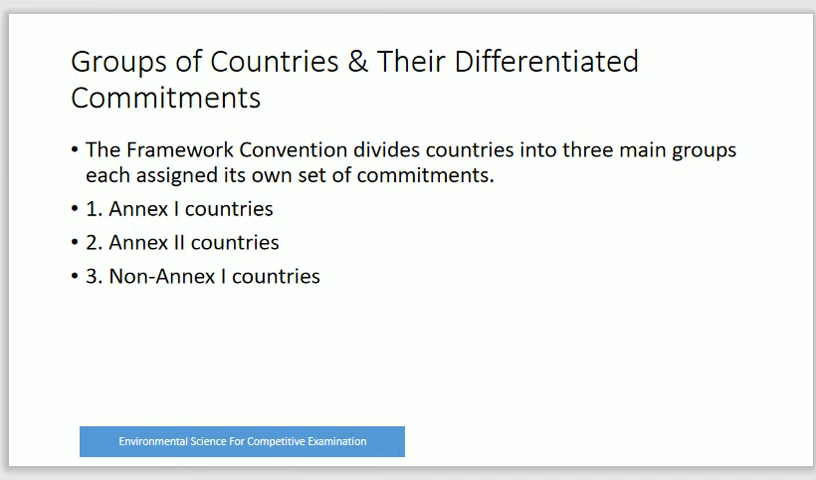 Groups of Countries & Their Differentiated
Commitments
• The Framework Convention divides countries into three main groups
each assigned its own set of commitments.
• 1. Annex I countries
• 2. Annex II countries
• 3. Non-Annex I countries
Environmental Science For Competitive Examination